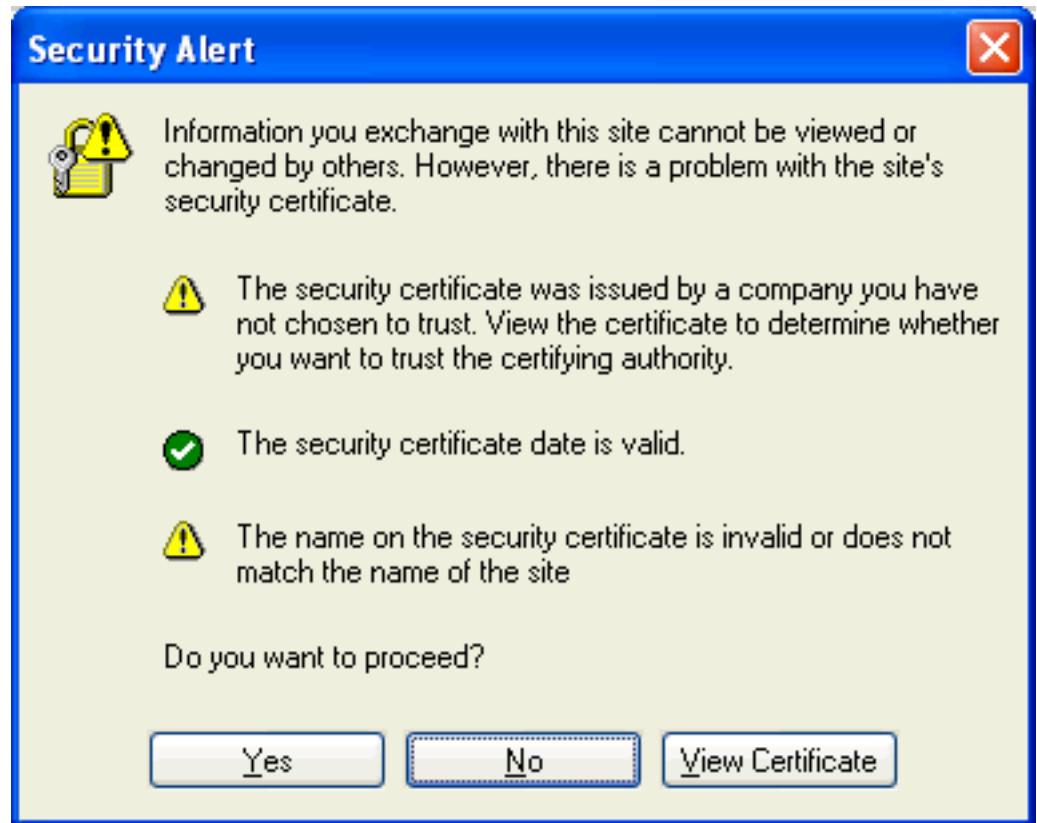 Security Alert
Information you exchange with this site cannot be viewed or
changed by others. However, there is a problem with the site's
security certificate.
The security certificate was issued by a company you have
not chosen to trust. View the certificate to determine whether
you want to trust the certifying authority.
The security certificate date is valid.
The name on the security certificate is invalid or does not
match the name of the site
Do you want to proceed?
Yes No View Certificate